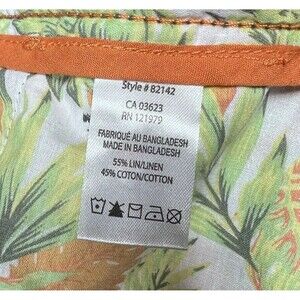 Style # 82142
CA 03623
RN 121979
FABRIQUÉ AU BANGLADESH
MADE IN BANGLADESH
55% LIN/LINEN
45% COTON/COTTON